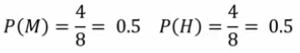 P(M) = 4/8 = 0.5 P(H) = 4/8 = 0.5